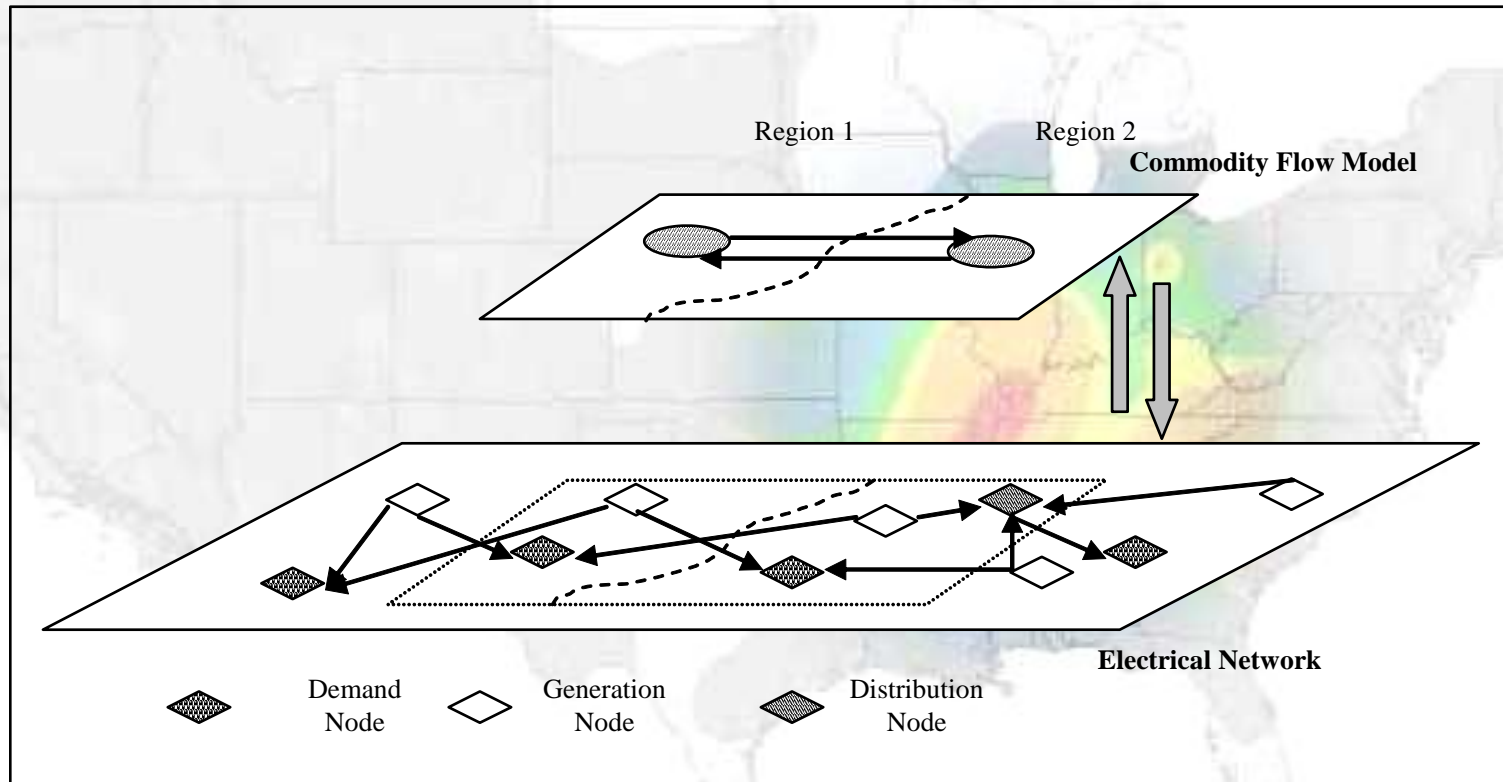 Region 1
Region 2
Commodity Flow Model
Electrical Network
Demand
Node
Generation
Node
Distribution
Node